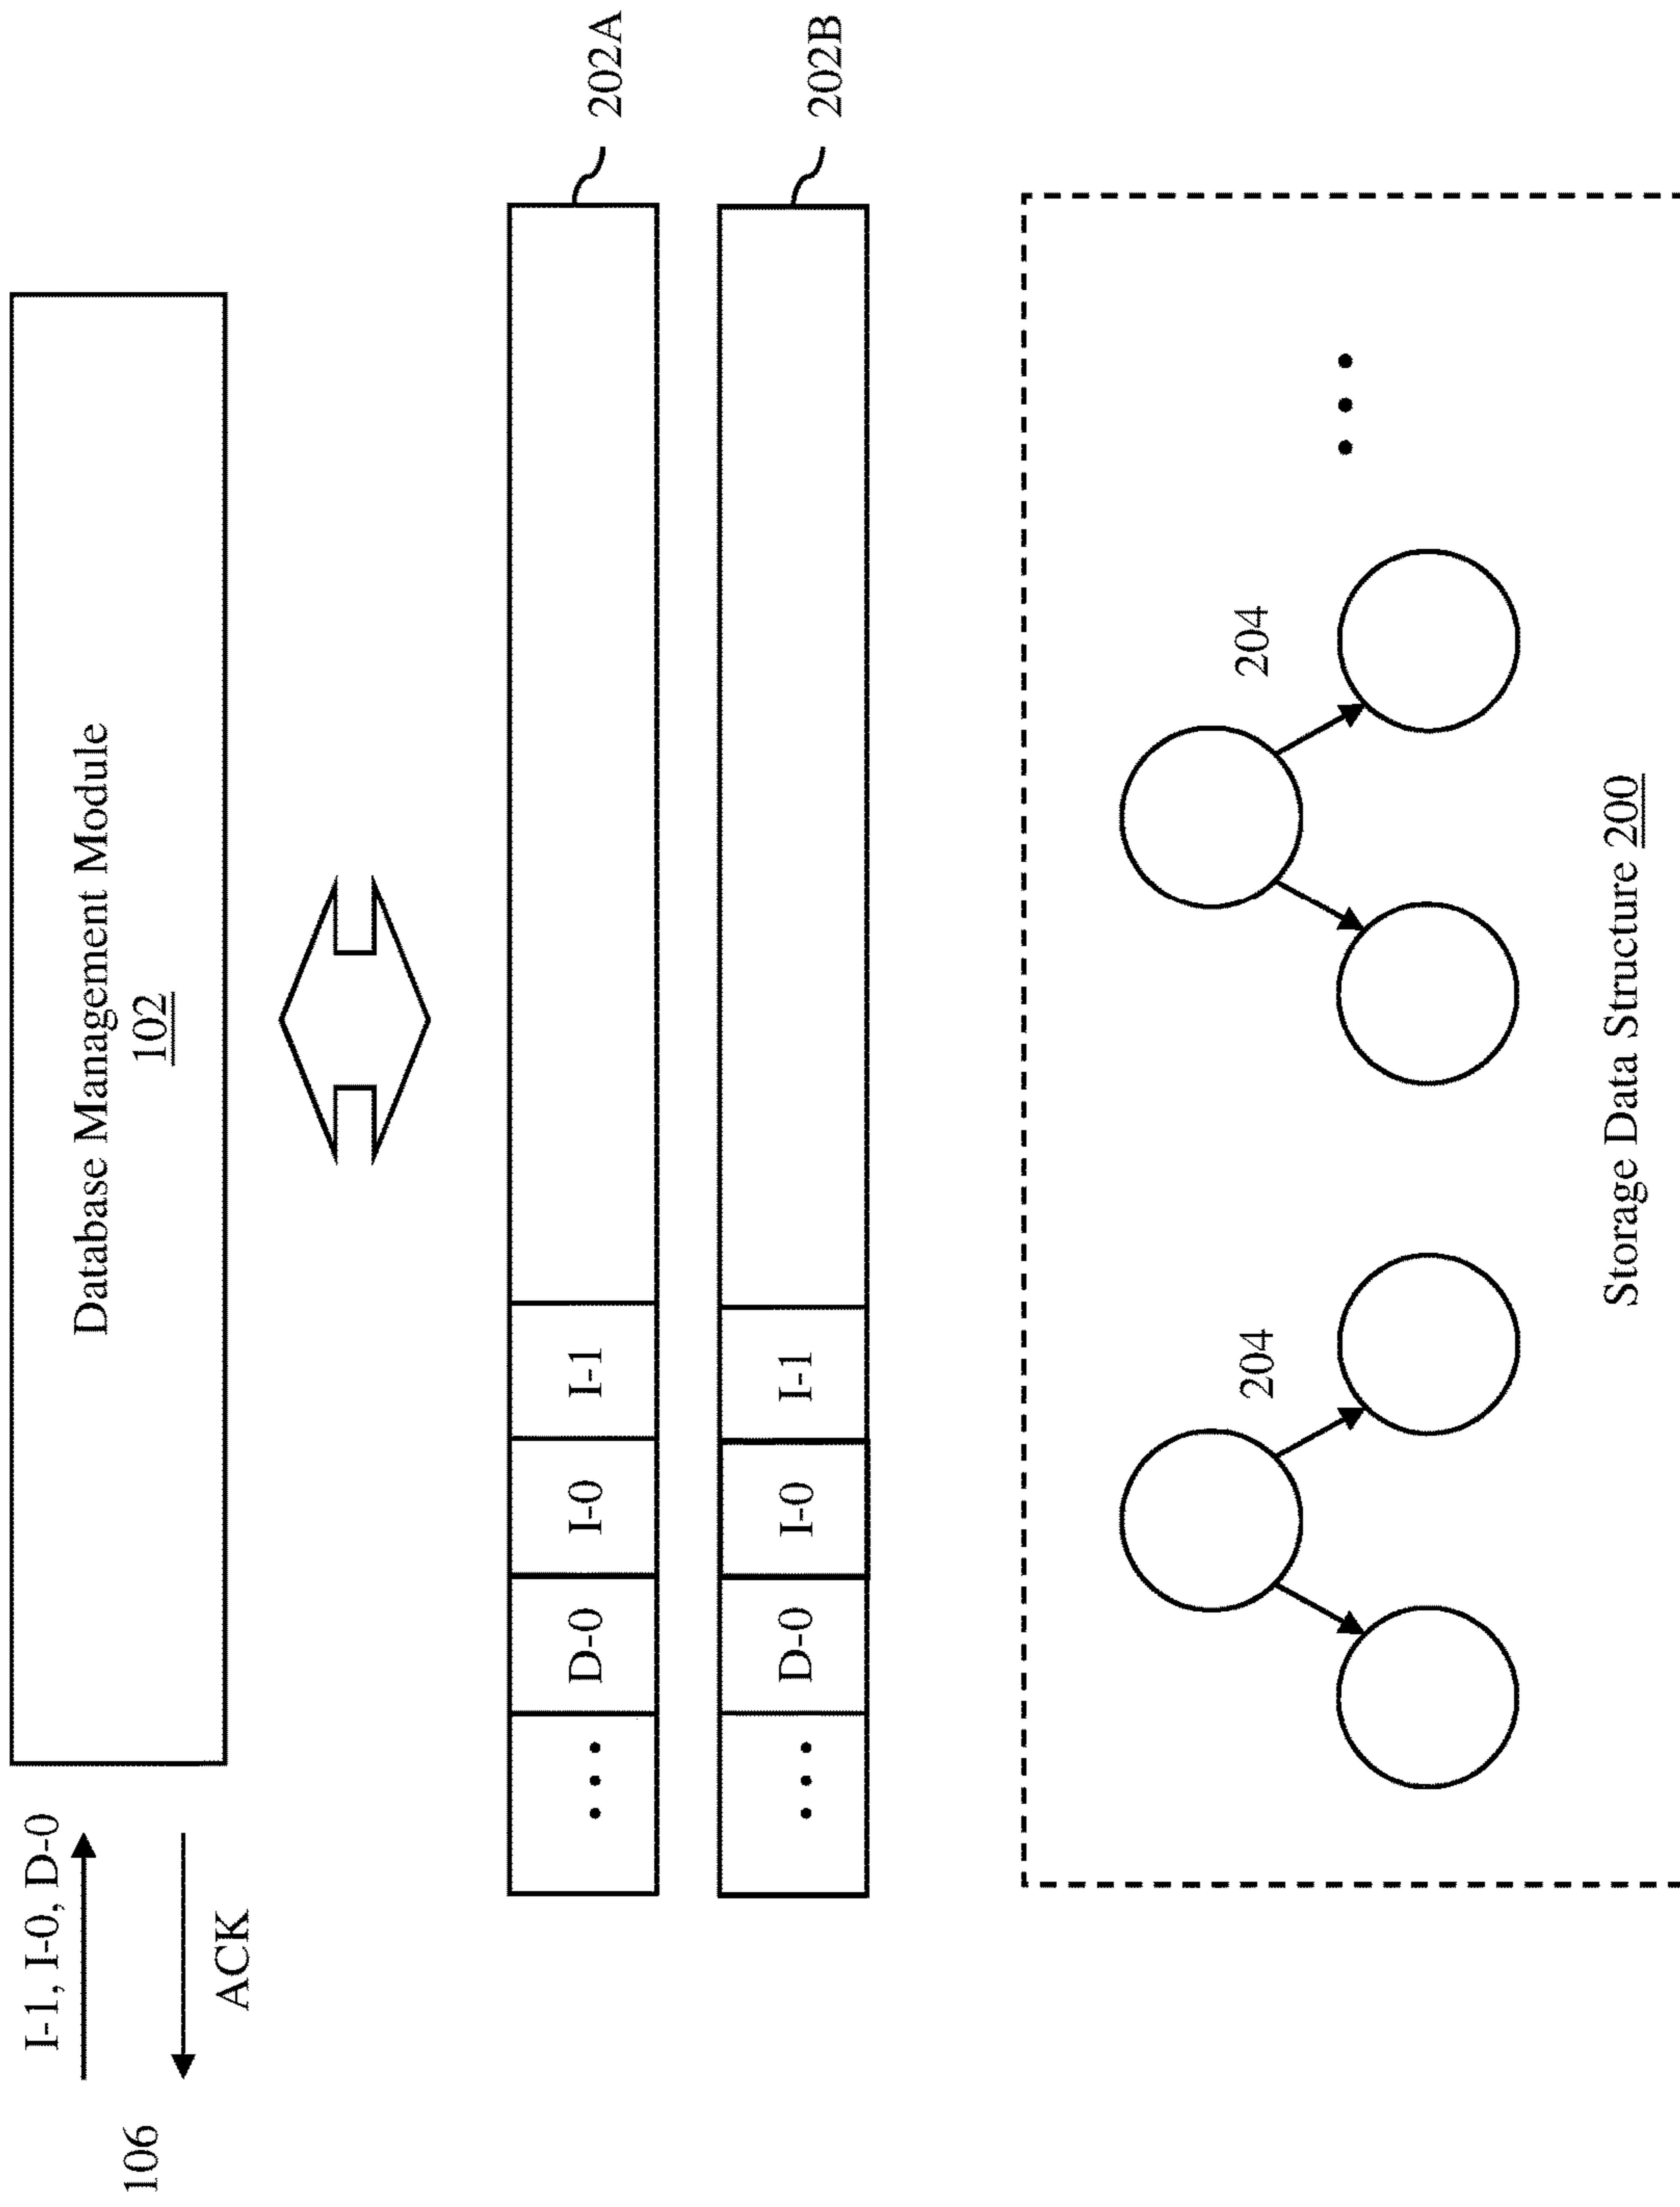 I-1, I-0, D-0
106
ACK
Database Management Module
102
... D-0 I-0 I-1
202A
... D-0 I-0 I-1
202B
204
204
...
Storage Data Structure 200